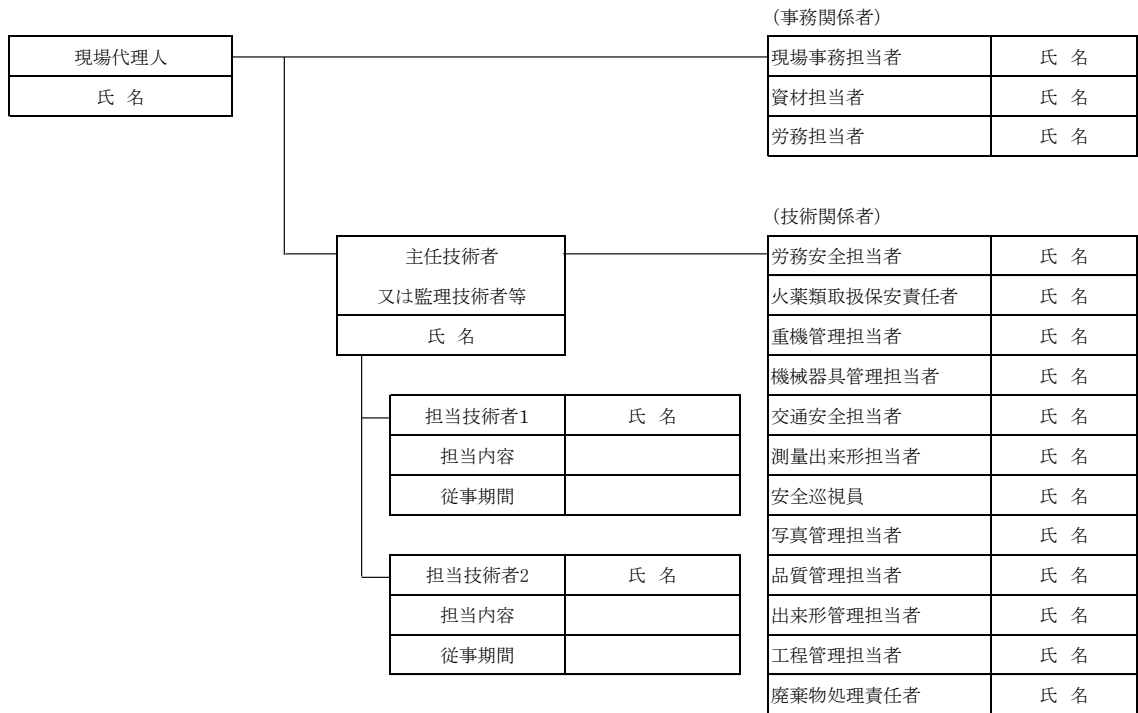 (事務関係者)
現場代理人
氏 名
現場事務担当者 氏 名
資材担当者 氏 名
労務担当者 氏 名
(技術関係者)
主任技術者
又は監理技術者等
氏 名
労務安全担当者 氏 名
火薬類取扱保安責任者 氏 名
重機管理担当者 氏 名
機械器具管理担当者 氏 名
交通安全担当者 氏 名
測量出来形担当者 氏 名
安全巡視員 氏 名
写真管理担当者 氏 名
品質管理担当者 氏 名
出来形管理担当者 氏 名
工程管理担当者 氏 名
廃棄物処理責任者 氏 名
担当技術者1 氏 名
担当内容
従事期間
担当技術者2 氏 名
担当内容
従事期間